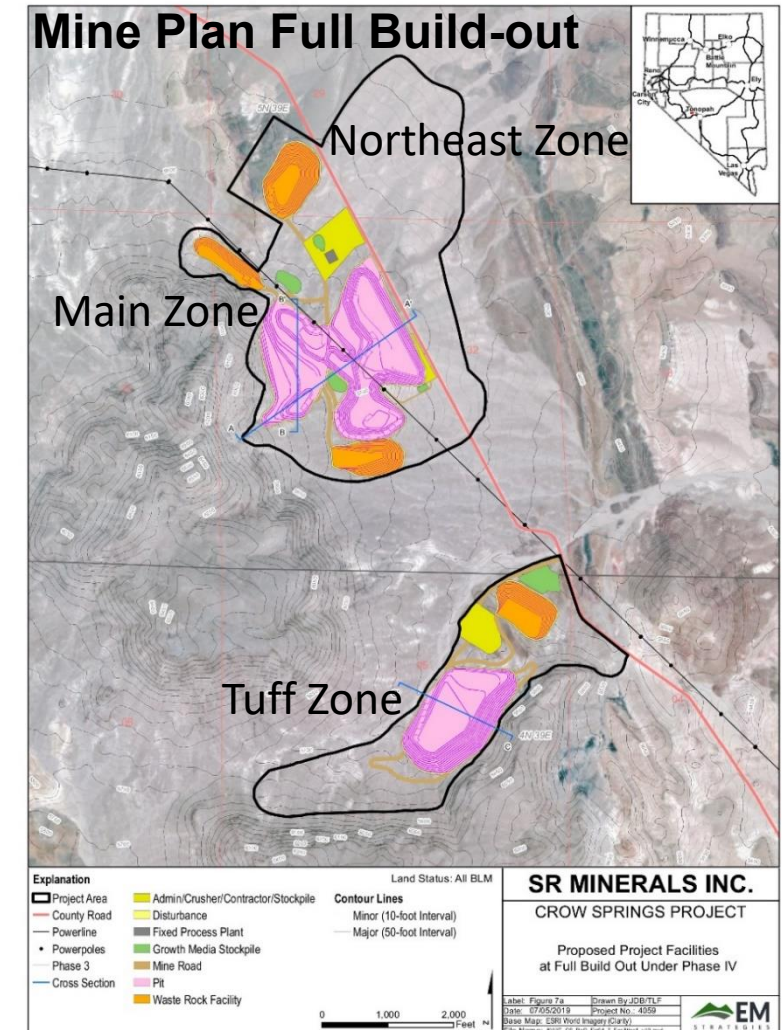 Mine Plan Full Build-out
Winnemucca
Elko
Battle
Mountain
Reno
Ely
Carson
City
Tonopah
Las
Vegas
5N 39E
Northeast Zone
Main Zone
B'
A'
A
B
Tuff Zone
4N 39E
C
Explanation
Project Area
County Road
Powerline
Powerpoles
Phase 3
Cross Section
Admin/Crusher/Contractor/Stockpile
Disturbance
Fixed Process Plant
Growth Media Stockpile
Mine Road
Pit
Waste Rock Facility
Land Status: All BLM
Contour Lines
Minor (10-foot Interval)
Major (50-foot Interval)
0 1,000 2,000
Feet
N
SR MINERALS INC.
CROW SPRINGS PROJECT
Proposed Project Facilities
at Full Build Out Under Phase IV
Label: Figure 7a
Drawn By: JDB/TLF
Date: 07/05/2019
Project No.: 4059
Base Map: ESRI World Imagery (Clarity)
EM
STRATEGIES